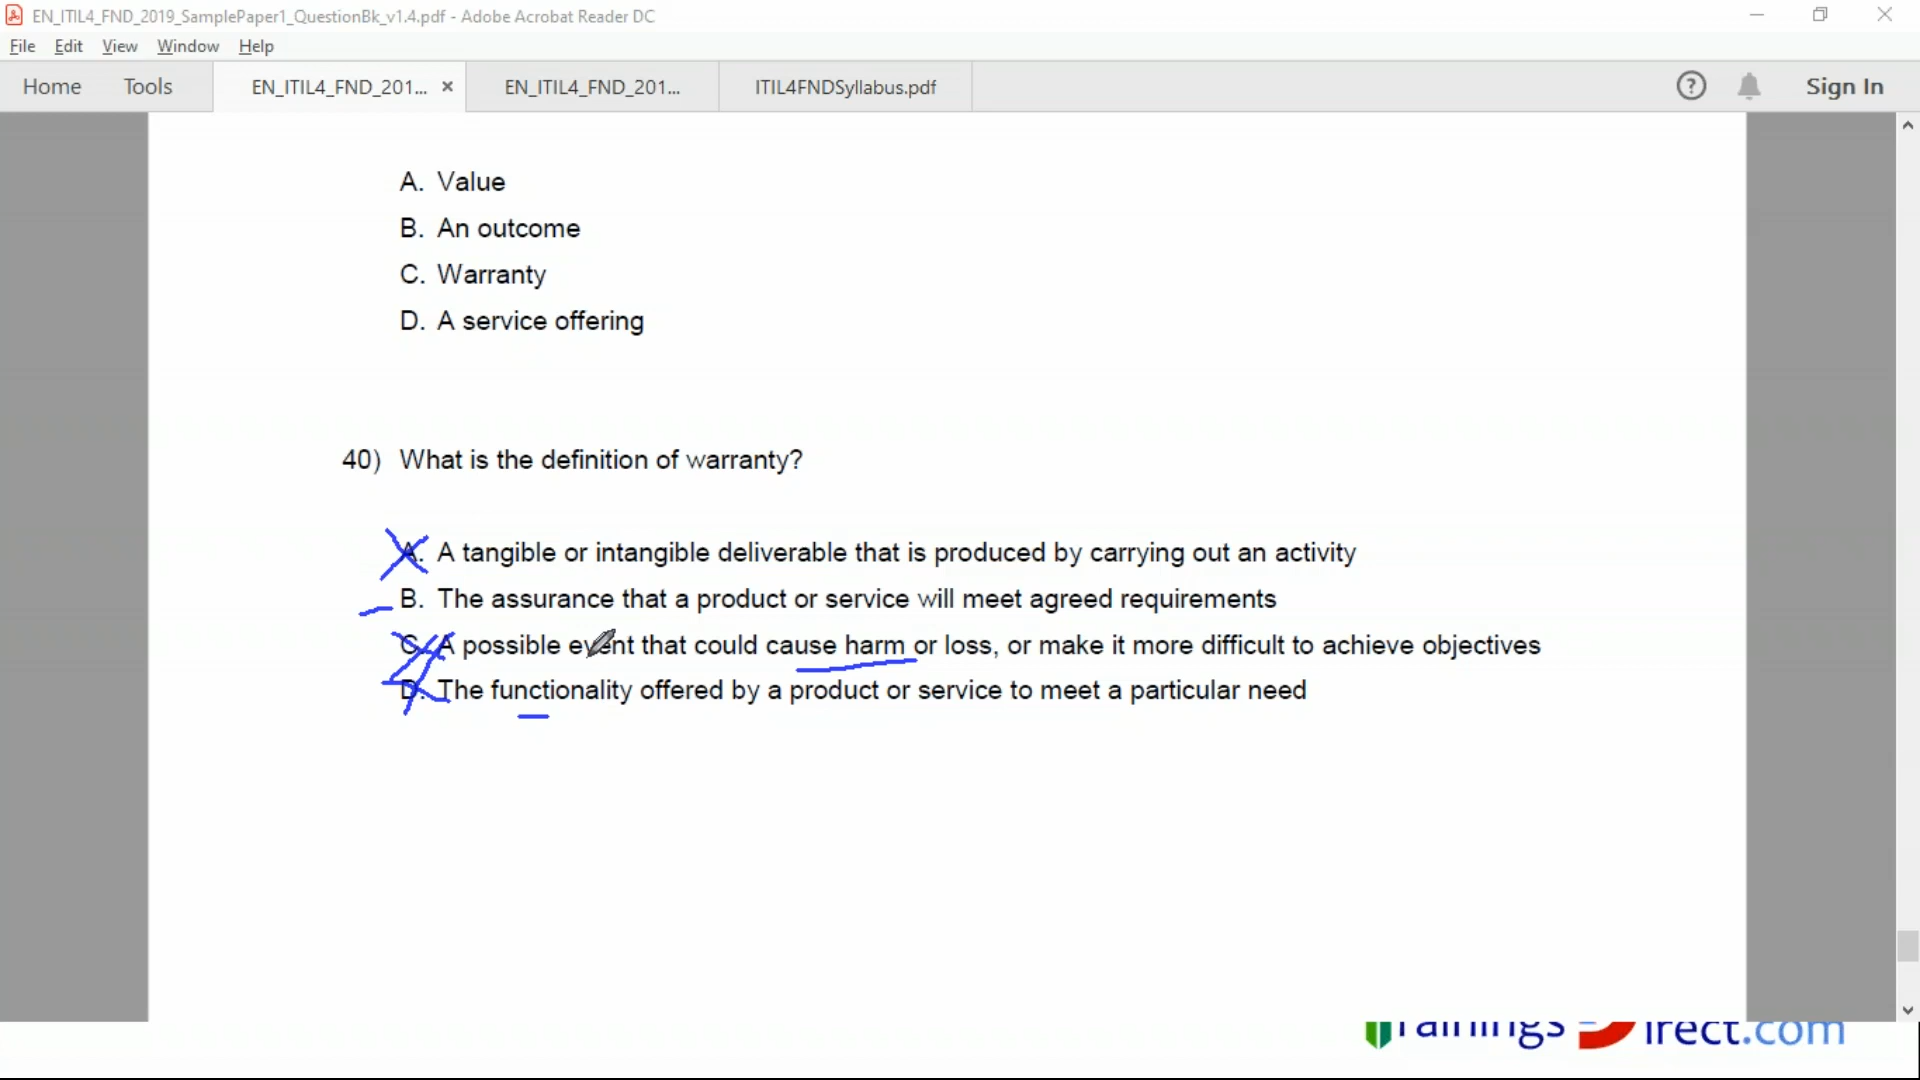 EN_ITIL4_FND_2019_SamplePaper1_QuestionBk_v1.4.pdf - Adobe Acrobat Reader DC
File Edit View Window Help
Home Tools EN_ITIL4_FND_201... × EN_ITIL4_FND_201... ITIL4FNDSyllabus.pdf Sign In
A. Value
B. An outcome
C. Warranty
D. A service offering
40) What is the definition of warranty?
A. A tangible or intangible deliverable that is produced by carrying out an activity
B. The assurance that a product or service will meet agreed requirements
C. A possible event that could cause harm or loss, or make it more difficult to achieve objectives
D. The functionality offered by a product or service to meet a particular need
TrainingsDirect.com